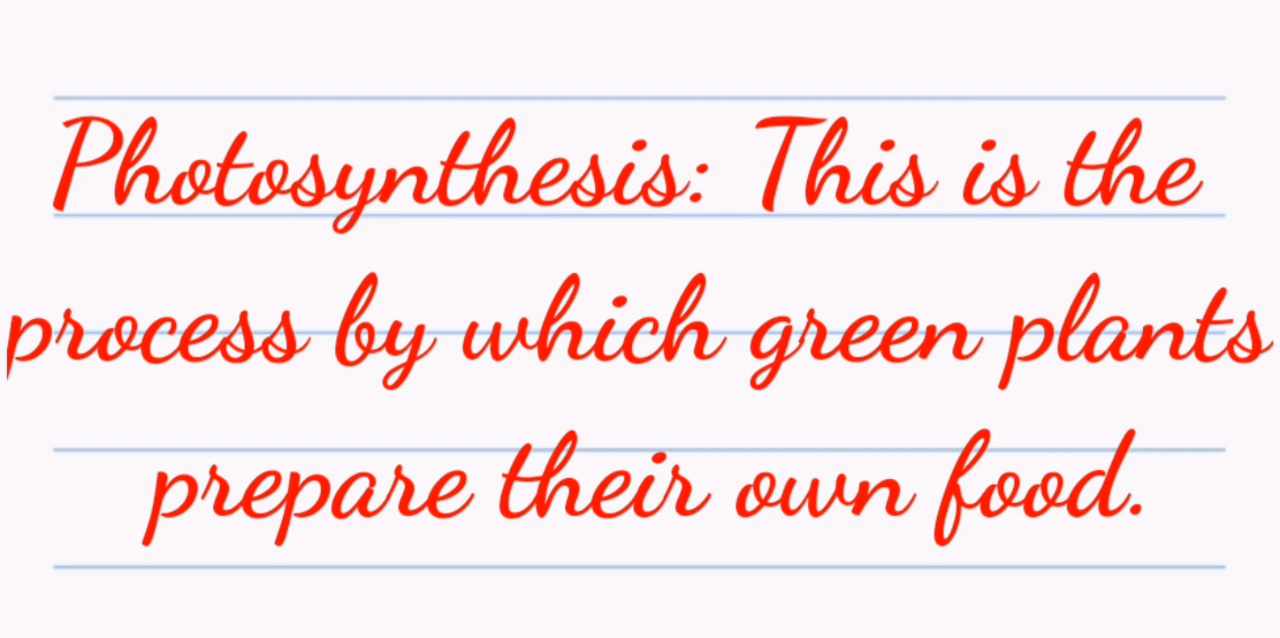 Photosynthesis: This is the
process by which green plants
prepare their own food.